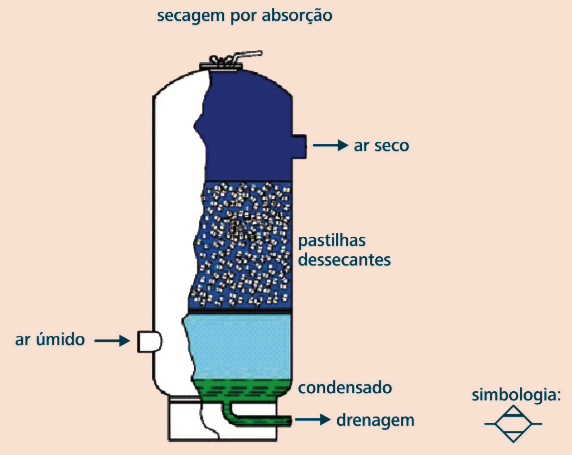 secagem por absorção
ar seco
pastilhas
dessecantes
ar úmido
condensado
simbologia:
drenagem